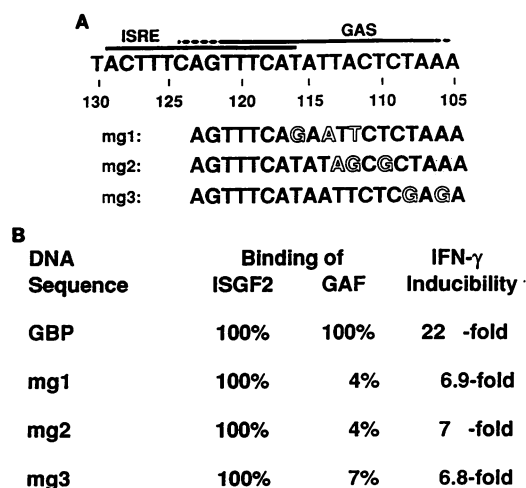 A
ISRE GAS
TACTTTCAGTTTCATATTACTCTAAA
130 125 120 115 110 105
mg1: AGTTTCAGAATTCTCTAAA
mg2: AGTTTCATATAGCGCTAAA
mg3: AGTTTCATAATTCTCGAGA
B
DNA Binding of IFN-γ
Sequence ISGF2 GAF Inducibility
GBP 100% 100% 22 -fold
mg1 100% 4% 6.9-fold
mg2 100% 4% 7 -fold
mg3 100% 7% 6.8-fold